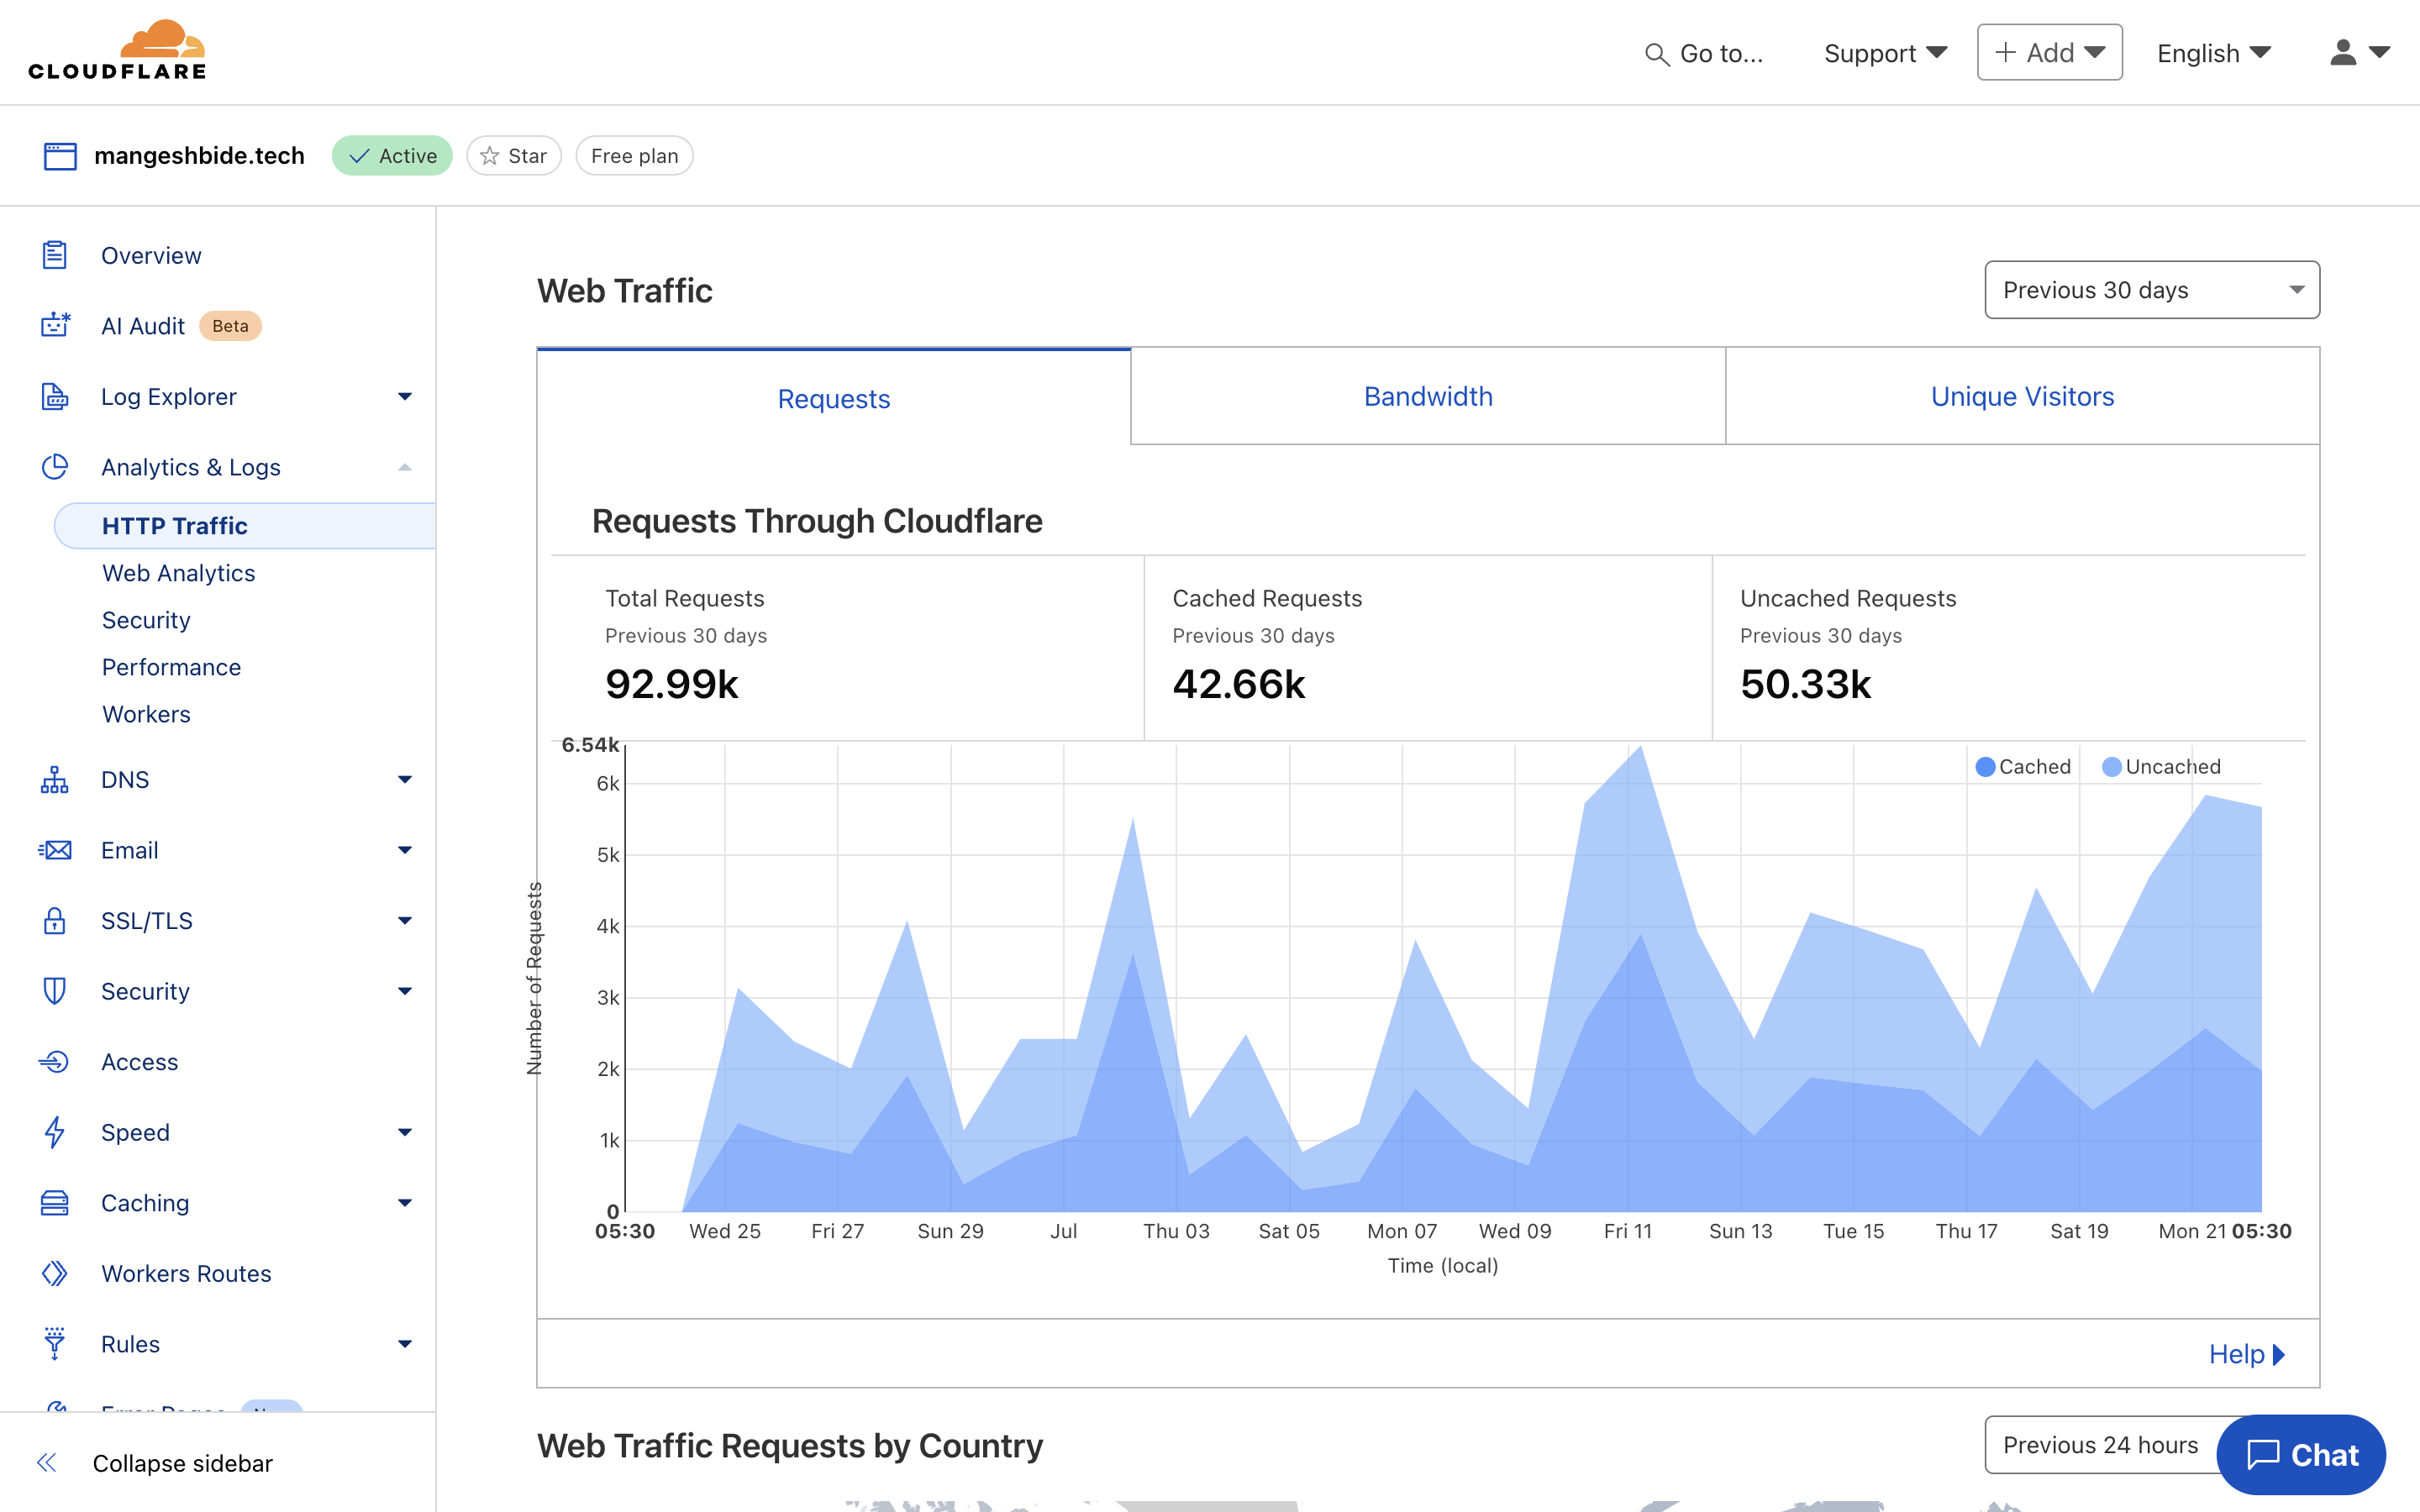 CLOUDFLARE
Go to...
Support
Add
English
mangeshbide.tech
Active
Star
Free plan
Overview
AI Audit Beta
Log Explorer
Analytics & Logs
HTTP Traffic
Web Analytics
Security
Performance
Workers
DNS
Email
SSL/TLS
Security
Access
Speed
Caching
Workers Routes
Rules
Collapse sidebar
Web Traffic
Previous 30 days
Requests
Bandwidth
Unique Visitors
Requests Through Cloudflare
Total Requests
Previous 30 days
92.99k
Cached Requests
Previous 30 days
42.66k
Uncached Requests
Previous 30 days
50.33k
Cached
Uncached
Number of Requests
6.54k
6k
5k
4k
3k
2k
1k
0
05:30 Wed 25 Fri 27 Sun 29 Jul Thu 03 Sat 05 Mon 07 Wed 09 Fri 11 Sun 13 Tue 15 Thu 17 Sat 19 Mon 21 05:30
Time (local)
Help
Web Traffic Requests by Country
Previous 24 hours
Chat